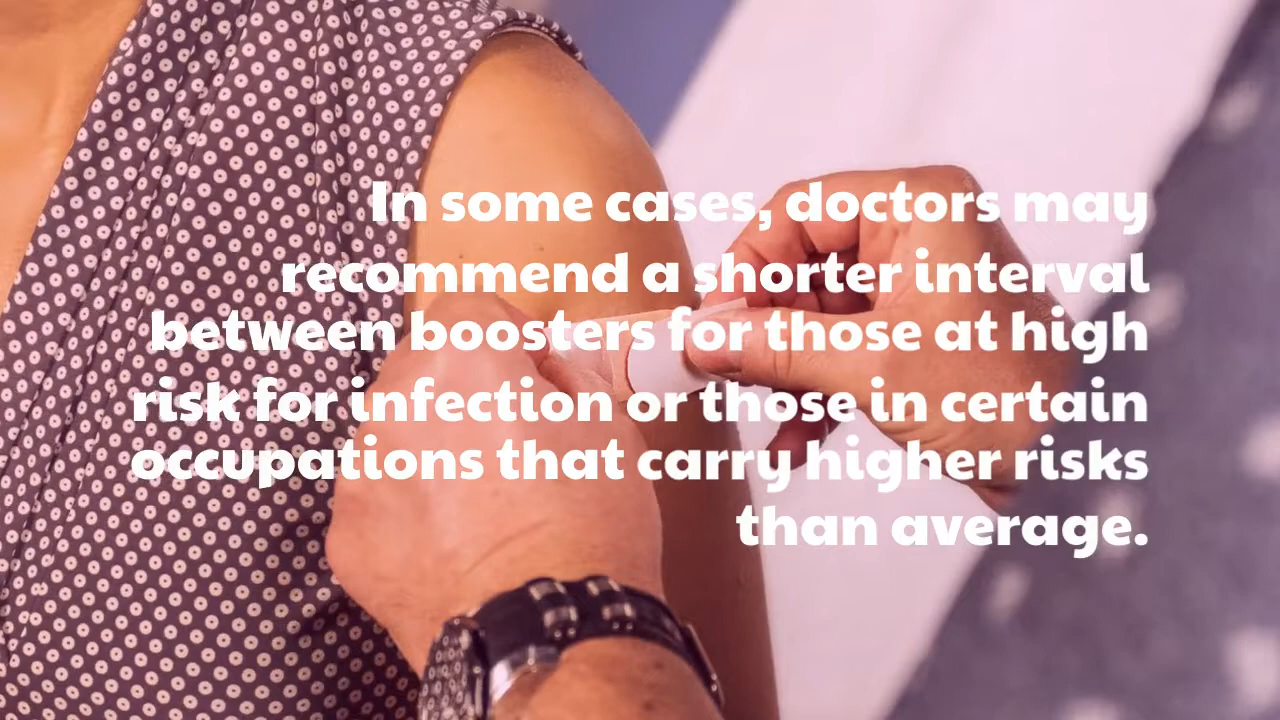 In some cases, doctors may
recommend a shorter interval
between boosters for those at high
risk for infection or those in certain
occupations that carry higher risks
than average.